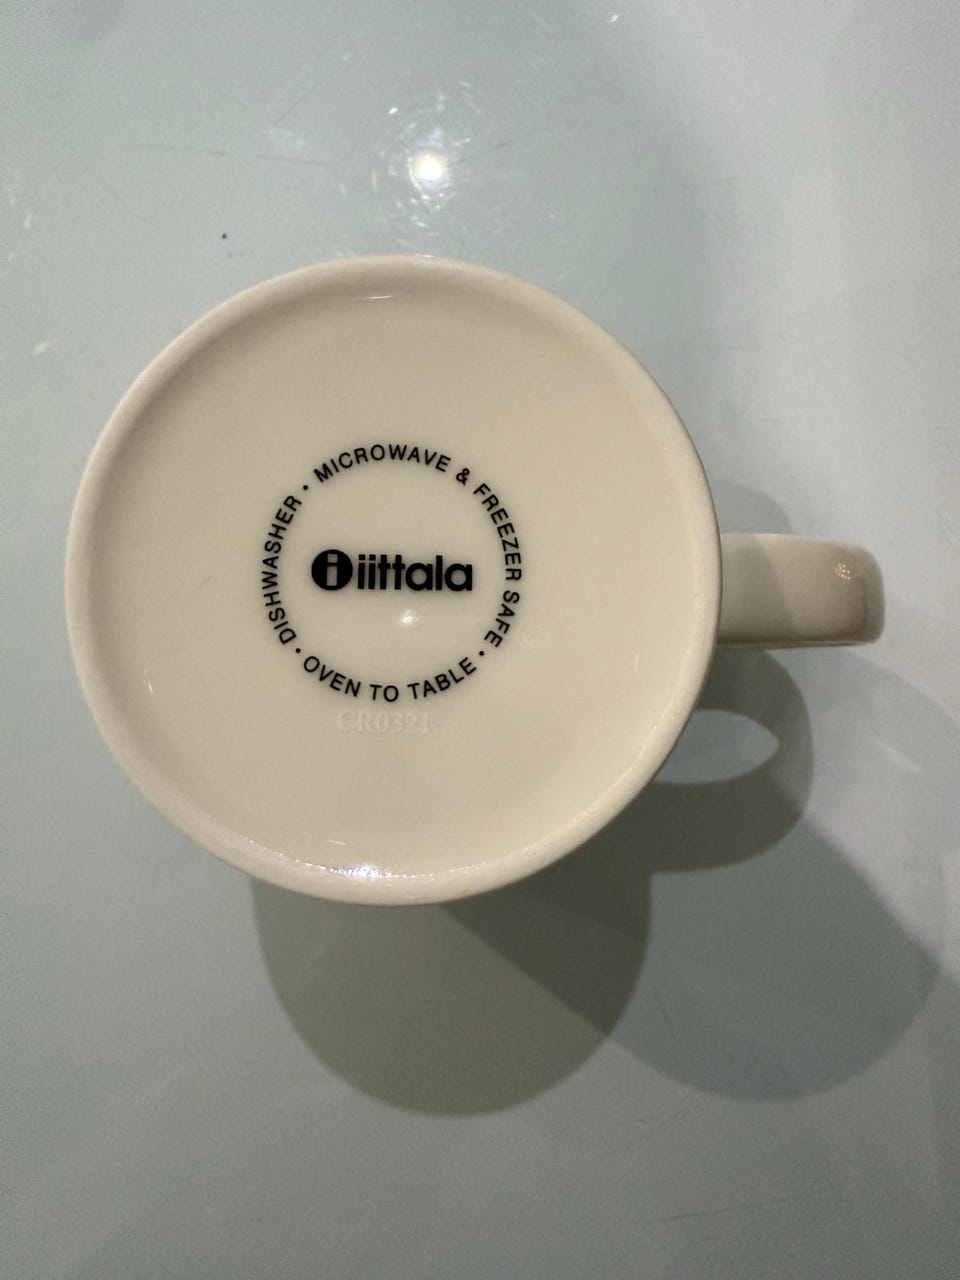 DISHWASHER • MICROWAVE & FREEZER SAFE • OVEN TO TABLE •
i iittala
CR0321